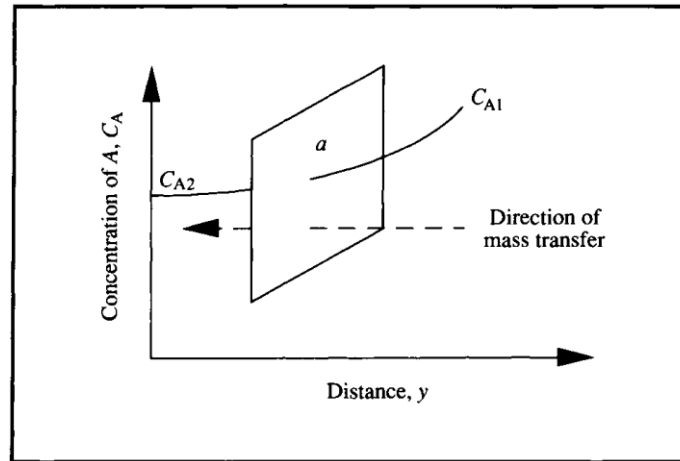 Concentration of A, C_A
C_A1
a
C_A2
Direction of
mass transfer
Distance, y